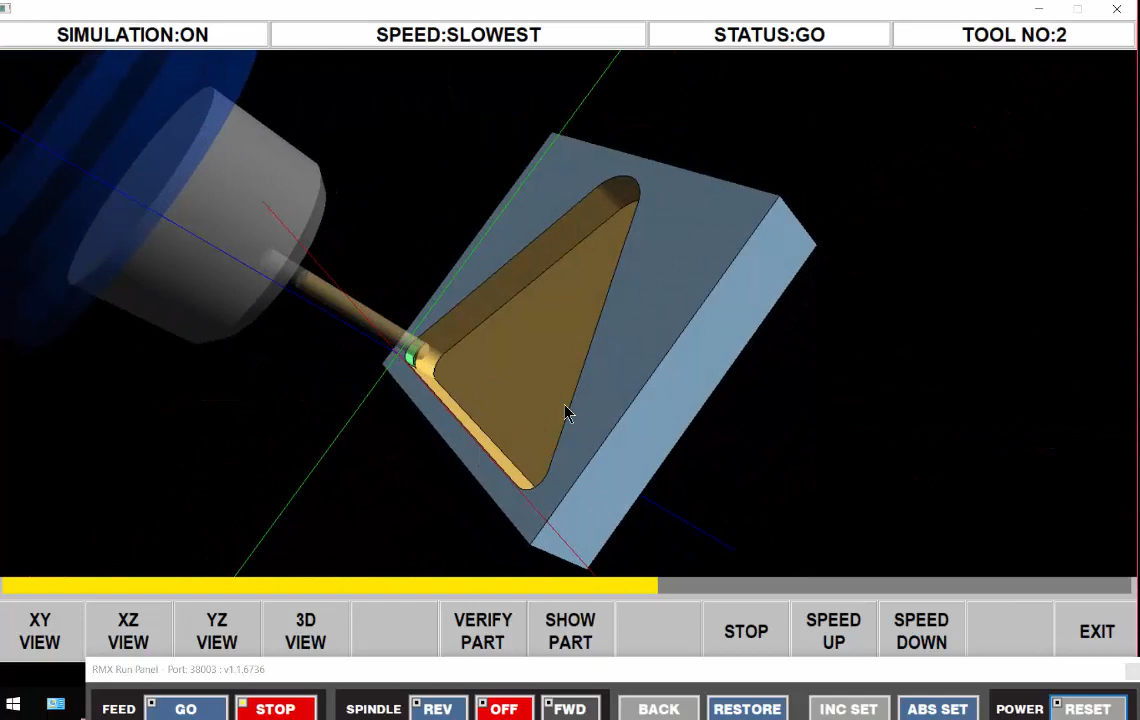 SIMULATION:ON SPEED:SLOWEST STATUS:GO TOOL NO:2
XY VIEW
XZ VIEW
YZ VIEW
3D VIEW
VERIFY PART
SHOW PART
STOP
SPEED UP
SPEED DOWN
EXIT
RMX Run Panel - Port: 38003 : v1.1.6736
FEED GO STOP SPINDLE REV OFF FWD BACK RESTORE INC SET ABS SET POWER RESET